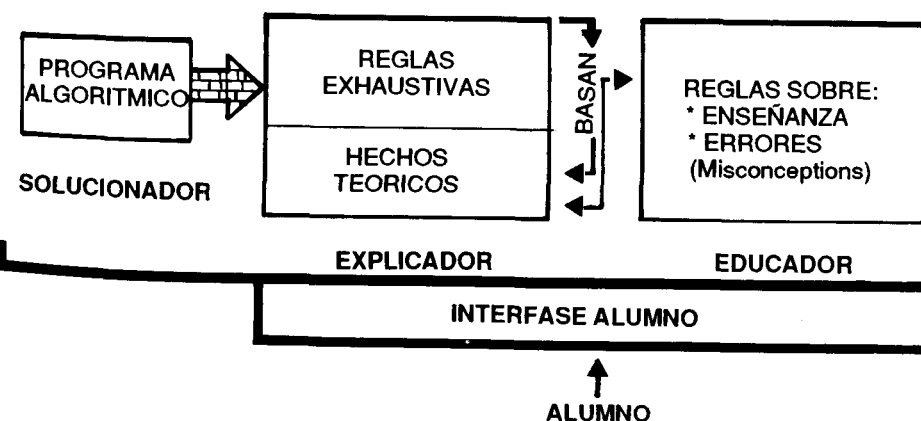 PROGRAMA
ALGORITMICO
SOLUCIONADOR
REGLAS
EXHAUSTIVAS
HECHOS
TEORICOS
EXPLICADOR
BASAN
REGLAS SOBRE:
* ENSEÑANZA
* ERRORES
(Misconceptions)
EDUCADOR
INTERFASE ALUMNO
ALUMNO